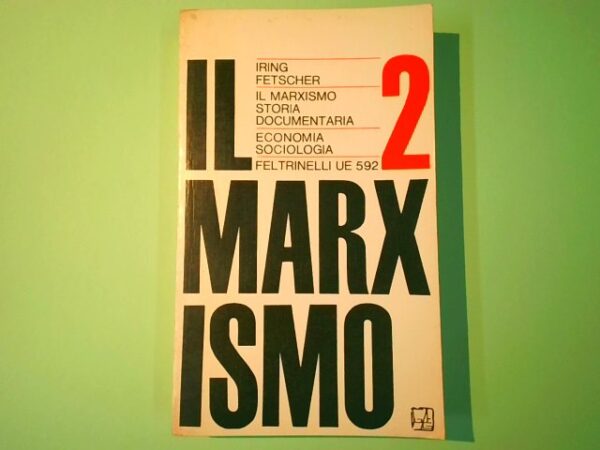 IL
IRING
FETSCHER
IL MARXISMO
STORIA
DOCUMENTARIA
ECONOMIA
SOCIOLOGIA
FELTRINELLI UE 592
2
MARX
ISMO